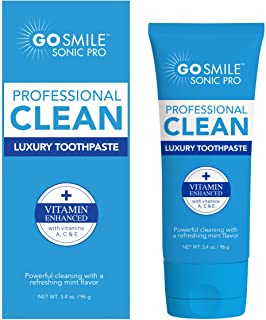 GO SMILE™
SONIC PRO
PROFESSIONAL
CLEAN
LUXURY TOOTHPASTE
+
VITAMIN
ENHANCED
with vitamins
A, C & E
Powerful cleaning with a
refreshing mint flavor
NET WT. 3.4 oz. / 96 g
GO SMILE™
SONIC PRO
PROFESSIONAL
CLEAN
LUXURY TOOTHPASTE
+
VITAMIN
ENHANCED
with vitamins
A, C & E
Powerful cleaning with
a refreshing mint flavor
NET WT. 3.4 oz. / 96 g